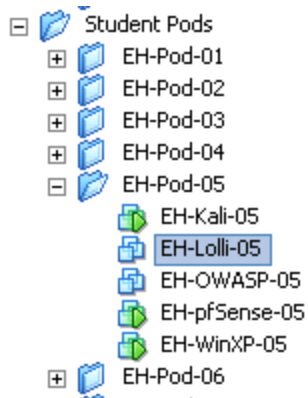 Student Pods
EH-Pod-01
EH-Pod-02
EH-Pod-03
EH-Pod-04
EH-Pod-05
EH-Kali-05
EH-Lolli-05
EH-OWASP-05
EH-pfSense-05
EH-WinXP-05
EH-Pod-06